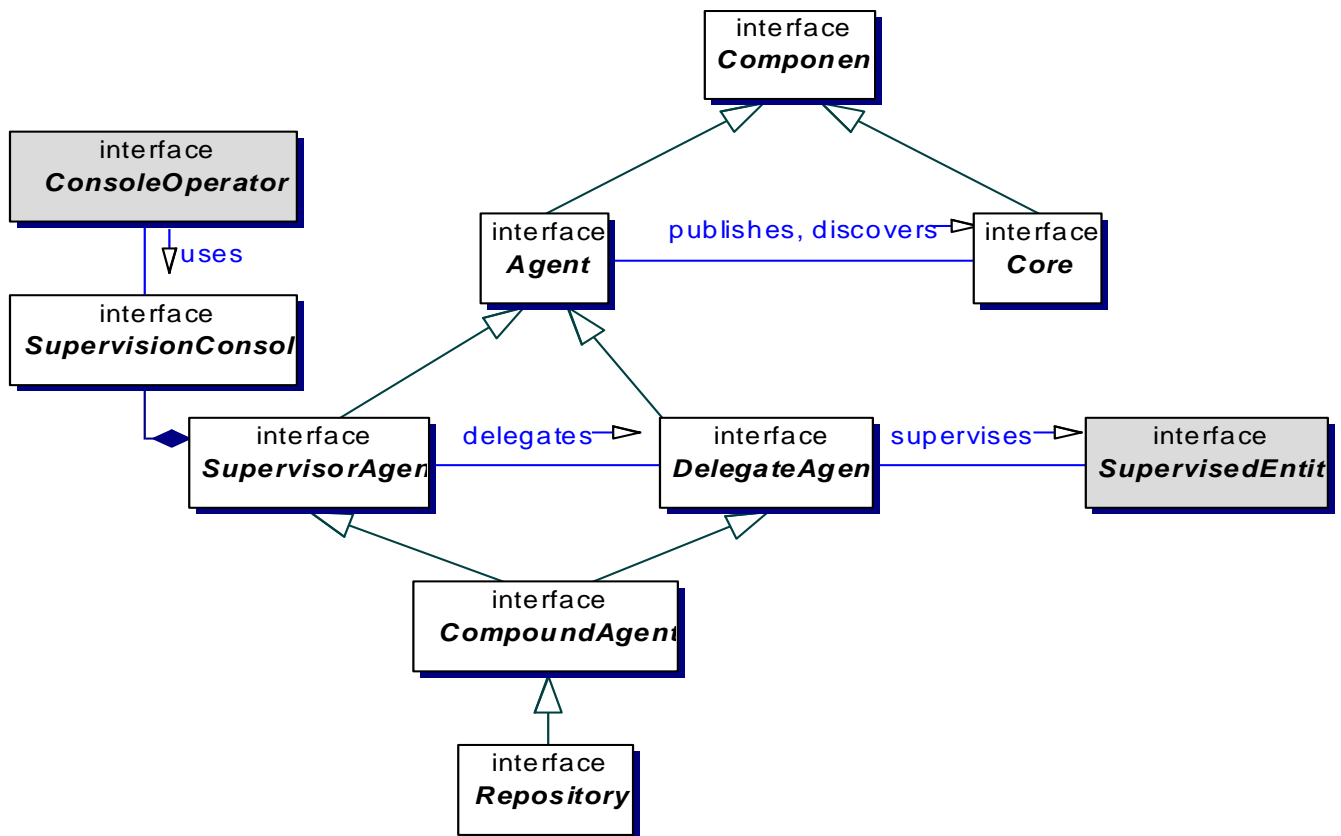 interface
Componen
interface
ConsoleOperator
uses
interface
SupervisionConsol
interface
Agent
publishes, discovers
interface
Core
interface
SupervisorAgen
delegates
interface
DelegateAgen
supervises
interface
SupervisedEntit
interface
CompoundAgent
interface
Repository